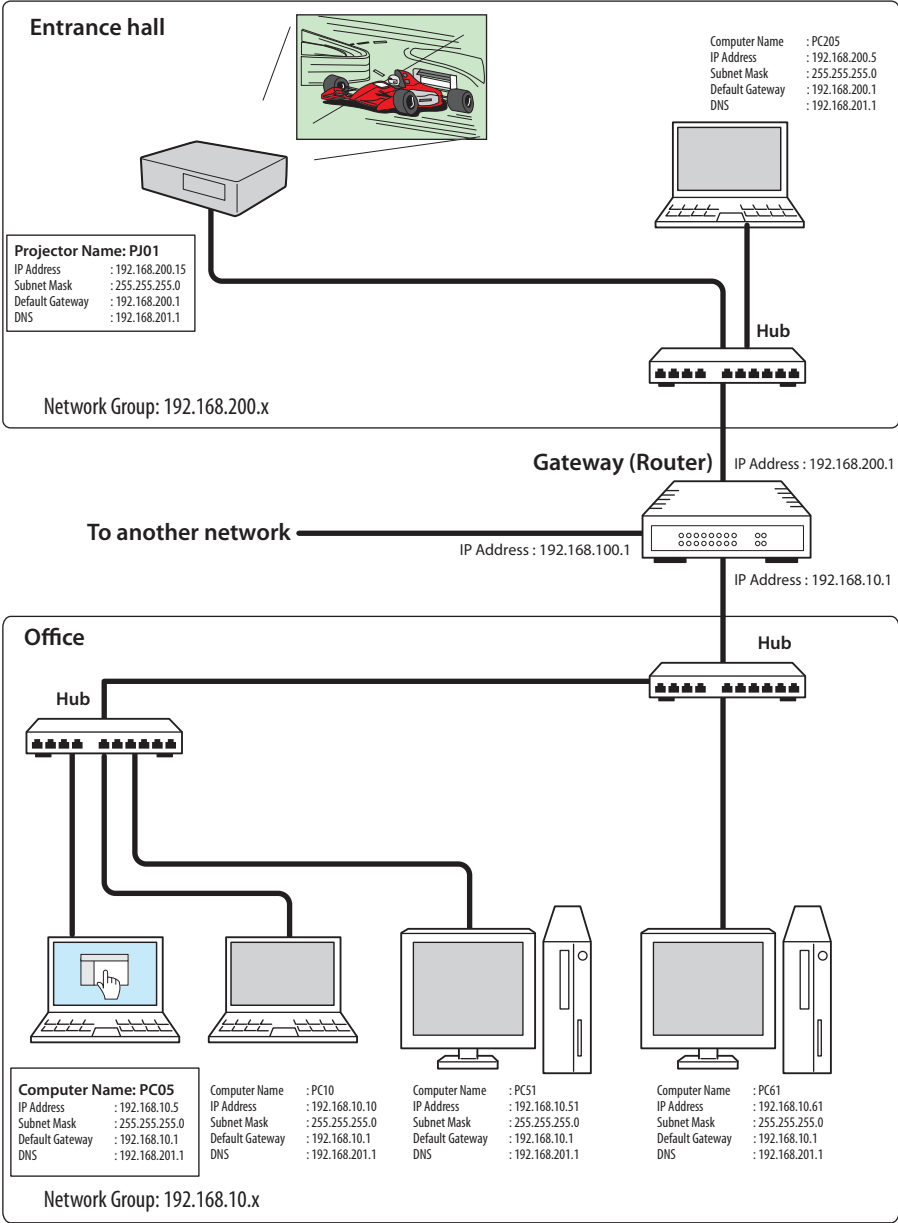 Entrance hall
Computer Name : PC205
IP Address : 192.168.200.5
Subnet Mask : 255.255.255.0
Default Gateway : 192.168.200.1
DNS : 192.168.201.1
Projector Name: PJ01
IP Address : 192.168.200.15
Subnet Mask : 255.255.255.0
Default Gateway : 192.168.200.1
DNS : 192.168.201.1
Hub
Network Group: 192.168.200.x
Gateway (Router)
IP Address : 192.168.200.1
To another network
IP Address : 192.168.100.1
IP Address : 192.168.10.1
Office
Hub
Hub
Computer Name: PC05
IP Address : 192.168.10.5
Subnet Mask : 255.255.255.0
Default Gateway : 192.168.10.1
DNS : 192.168.201.1
Computer Name : PC10
IP Address : 192.168.10.10
Subnet Mask : 255.255.255.0
Default Gateway : 192.168.10.1
DNS : 192.168.201.1
Computer Name : PC51
IP Address : 192.168.10.51
Subnet Mask : 255.255.255.0
Default Gateway : 192.168.10.1
DNS : 192.168.201.1
Computer Name : PC61
IP Address : 192.168.10.61
Subnet Mask : 255.255.255.0
Default Gateway : 192.168.10.1
DNS : 192.168.201.1
Network Group: 192.168.10.x